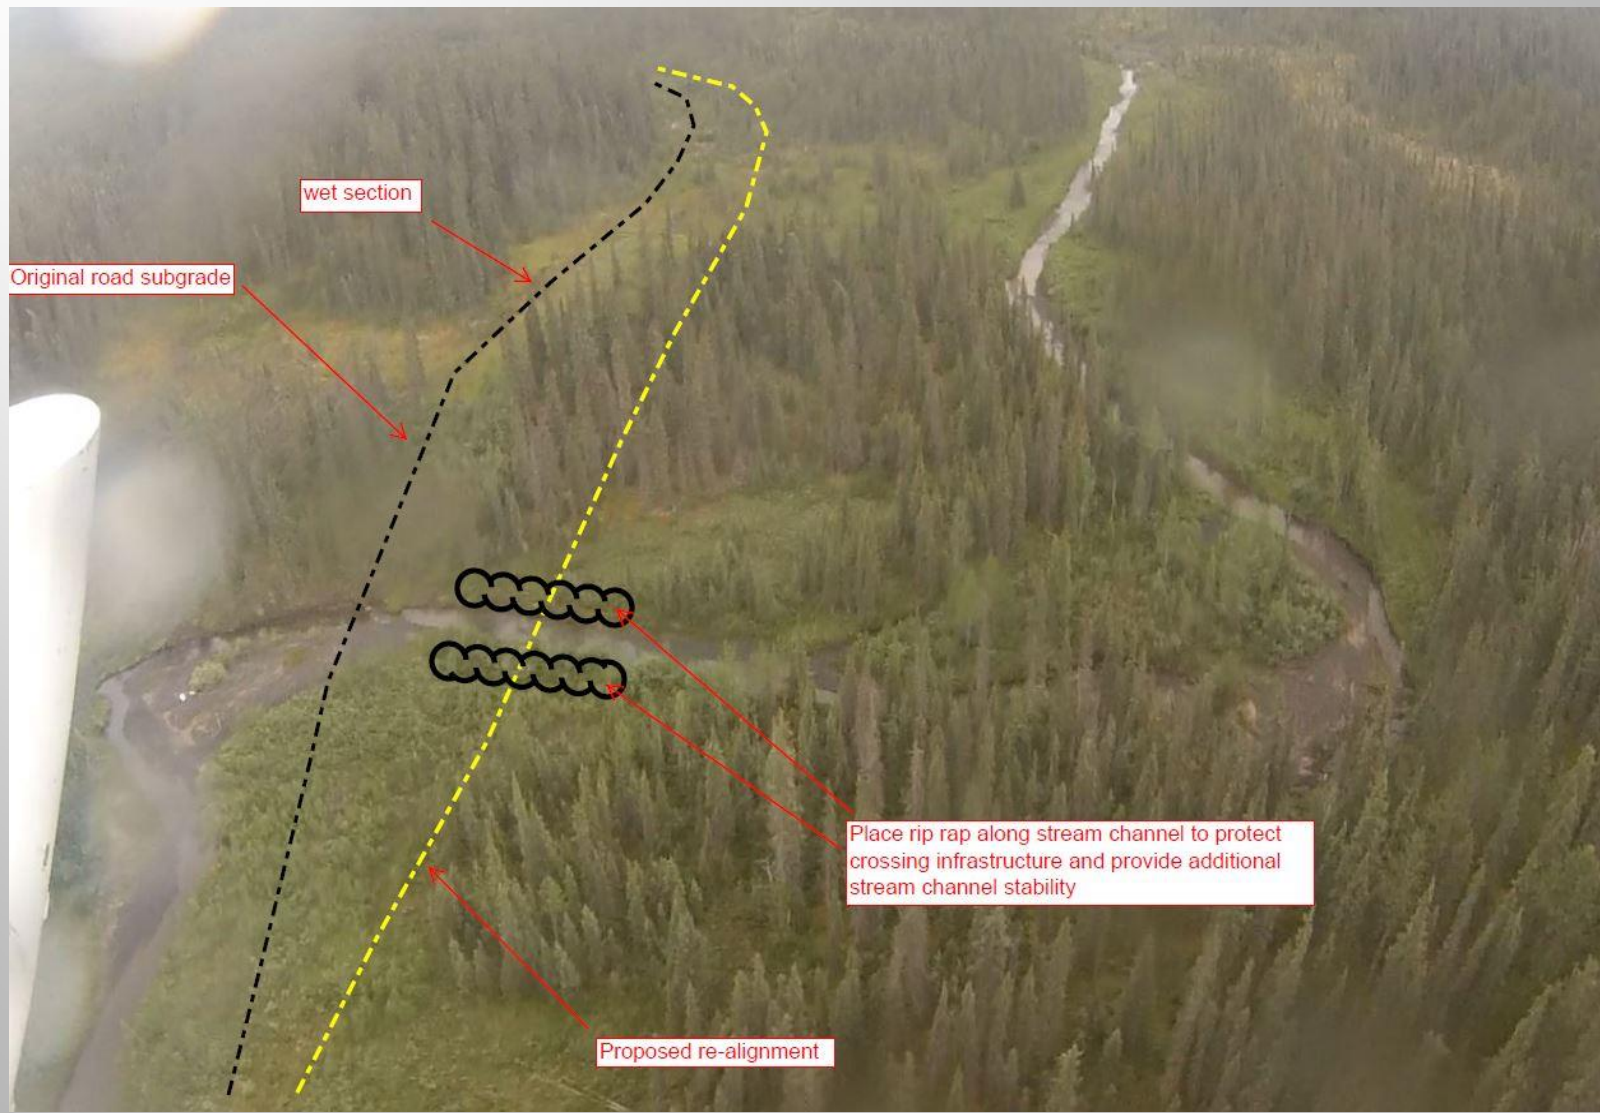 wet section
Original road subgrade
Place rip rap along stream channel to protect
crossing infrastructure and provide additional
stream channel stability
Proposed re-alignment